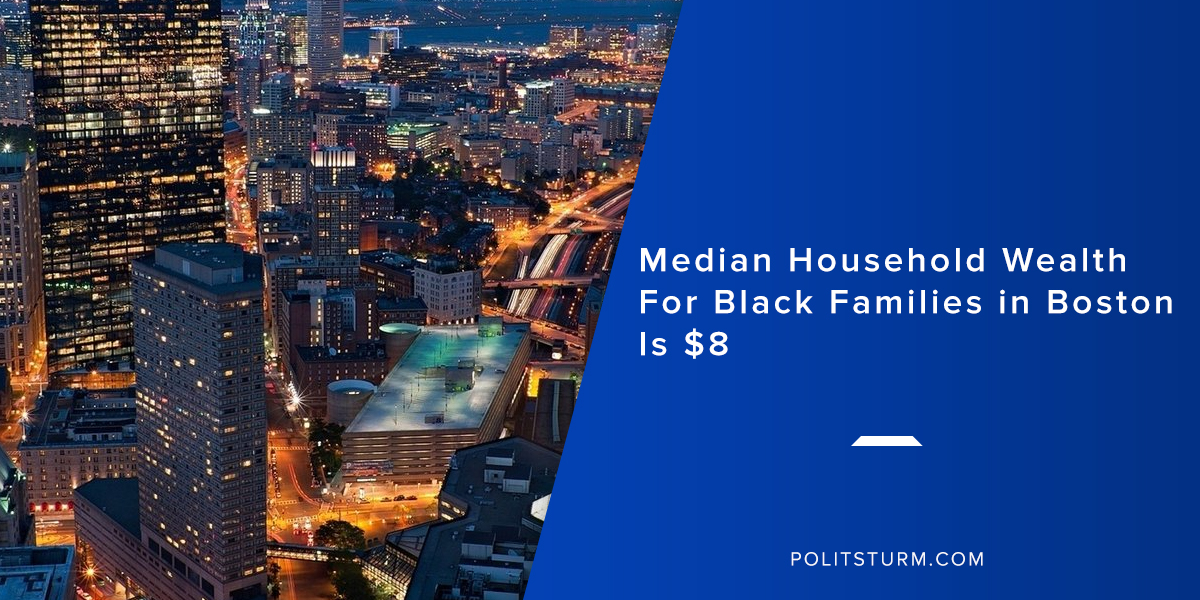 Median Household Wealth
For Black Families in Boston
Is $8
POLITSTURM.COM